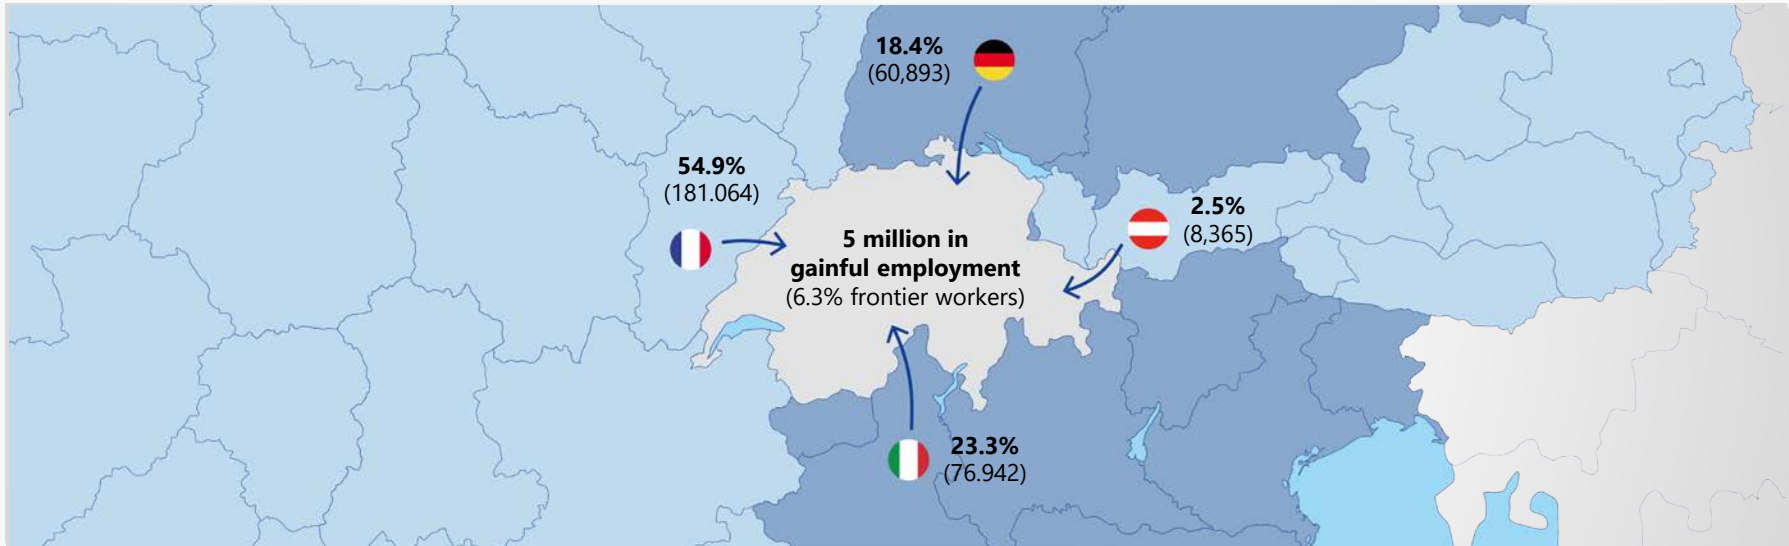 18.4%
(60,893)
54.9%
(181.064)
2.5%
(8,365)
5 million in
gainful employment
(6.3% frontier workers)
23.3%
(76.942)